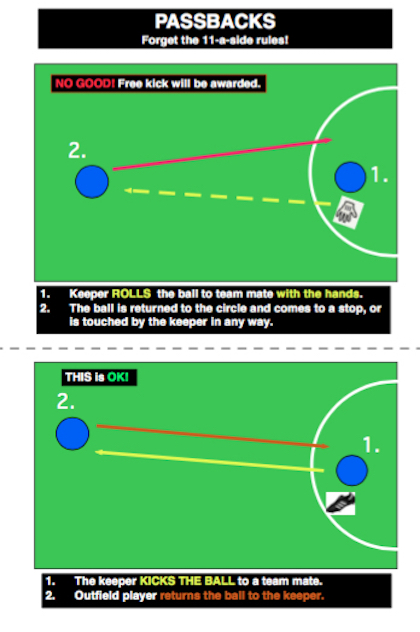 PASSBACKS
Forget the 11-a-side rules!
NO GOOD! Free kick will be awarded.
2.
1.
1. Keeper ROLLS the ball to team mate with the hands.
2. The ball is returned to the circle and comes to a stop, or
is touched by the keeper in any way.
THIS is OK!
2.
1.
1. The keeper KICKS THE BALL to a team mate.
2. Outfield player returns the ball to the keeper.